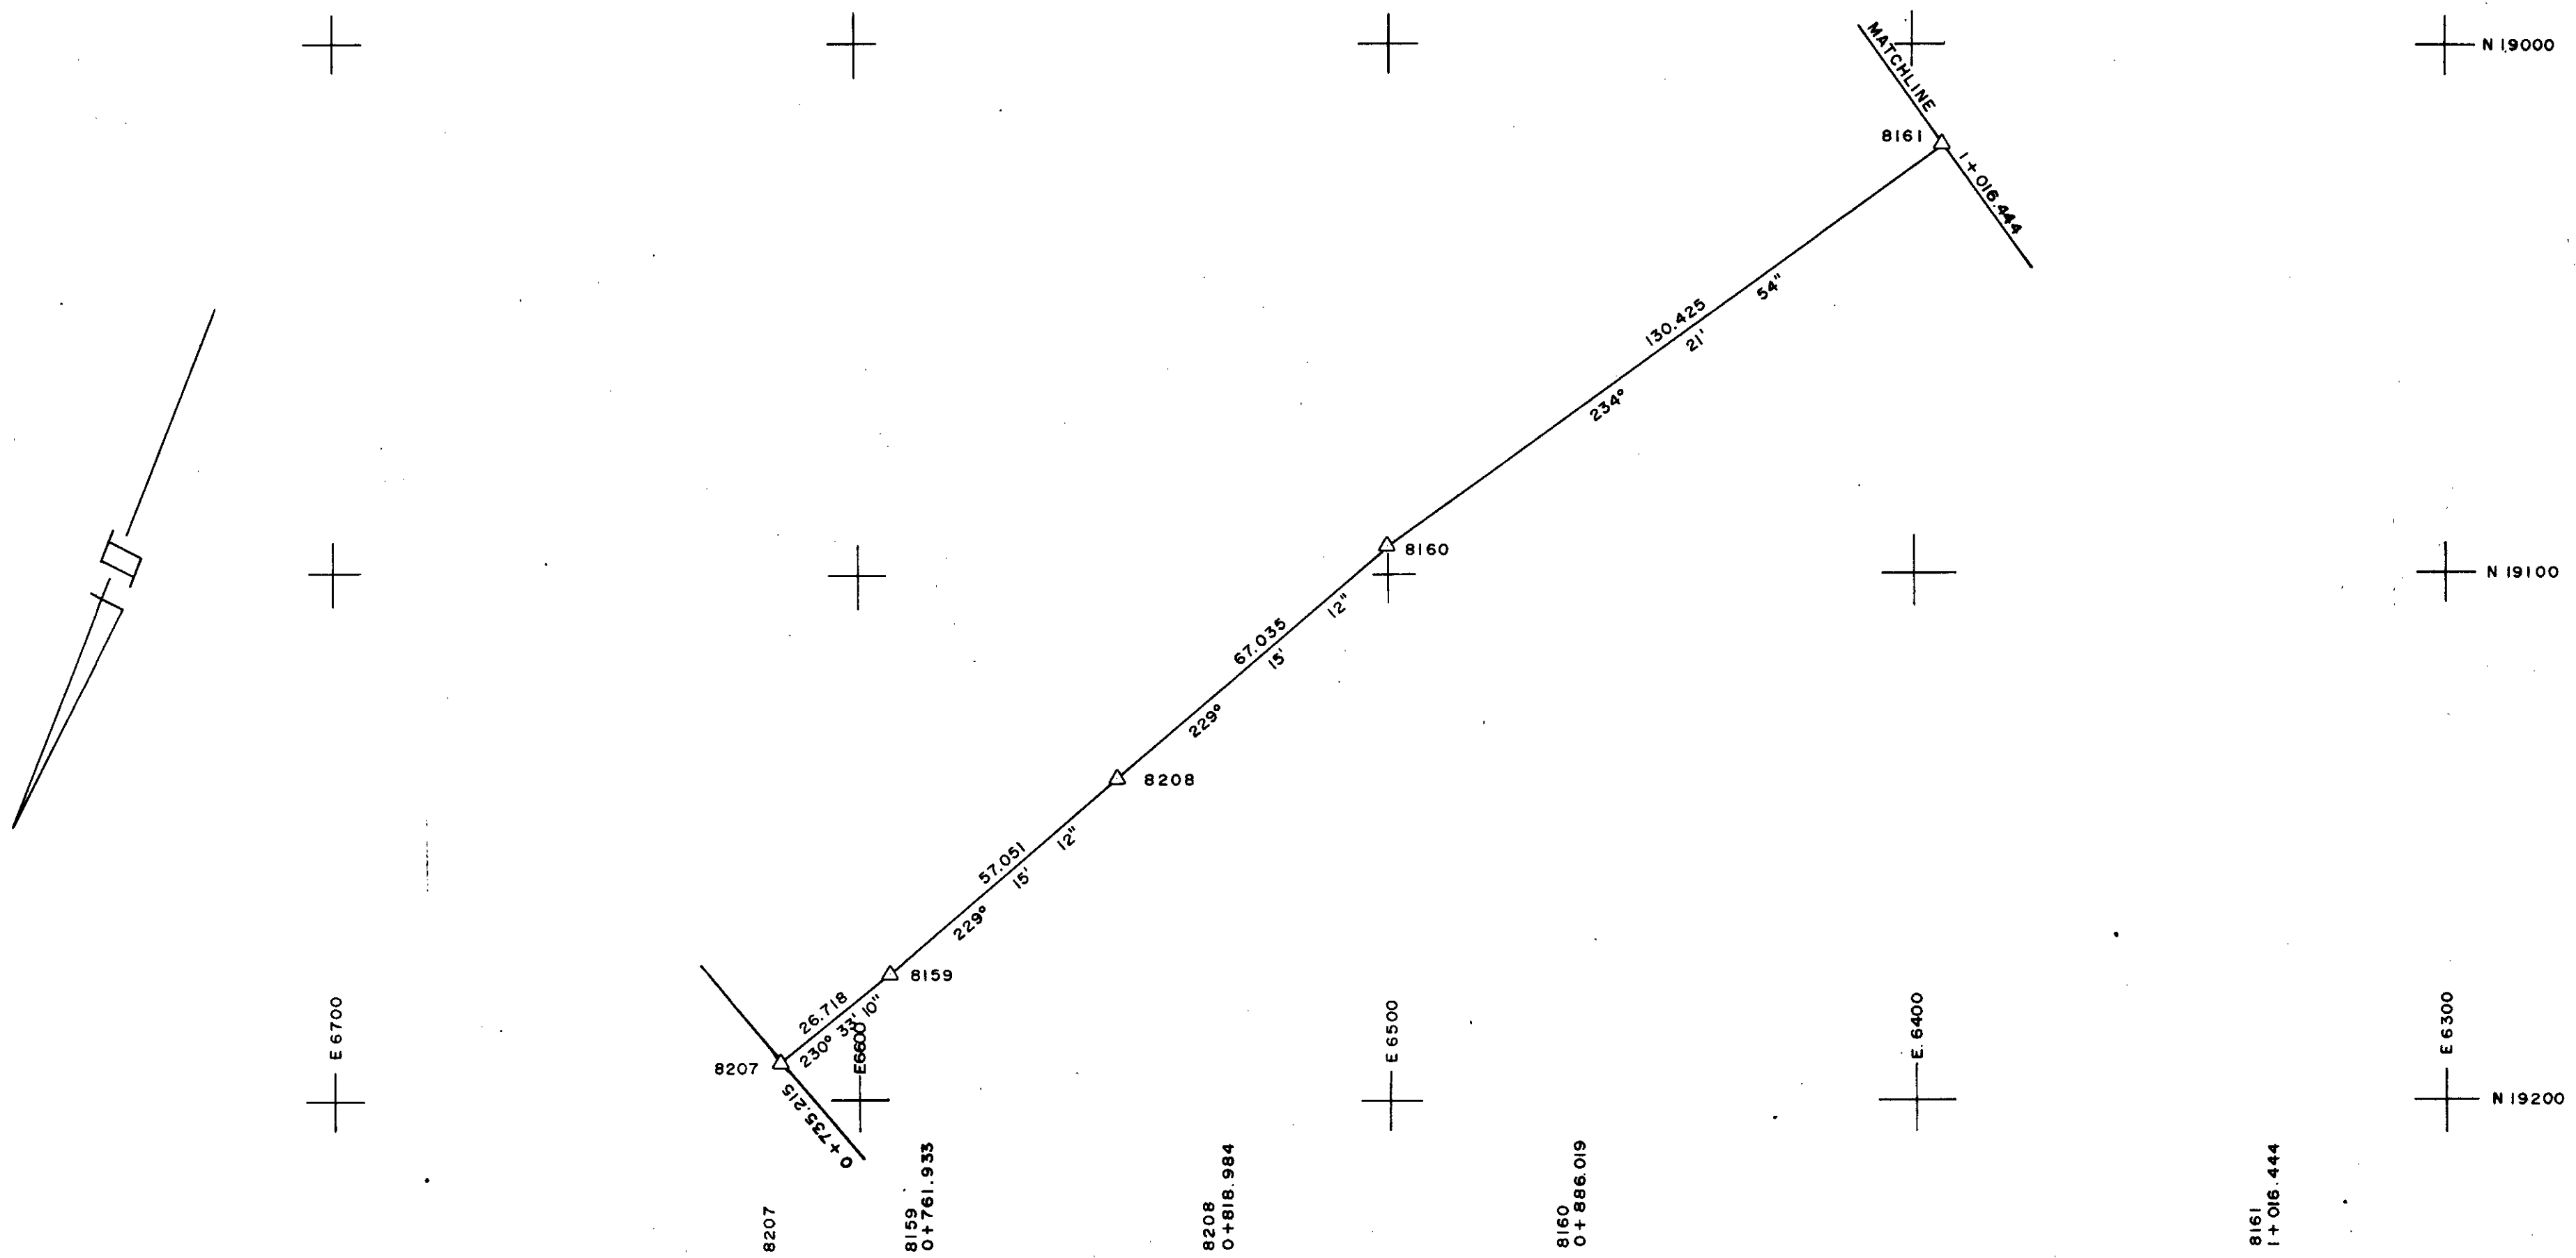 N 19000
MATCHLINE
8161
1+016.444
54"
130.425
21'
234°
8160
N 19100
12"
67.035
15'
229°
8208
12"
57.051
15'
229°
8159
26.718
230° 33' 10"
8207
0+735.215
E 6700
E6600
E 6500
E. 6400
E 6300
N 19200
8207
8159
0+761.933
8208
0+818.984
8160
0+886.019
8161
1+016.444